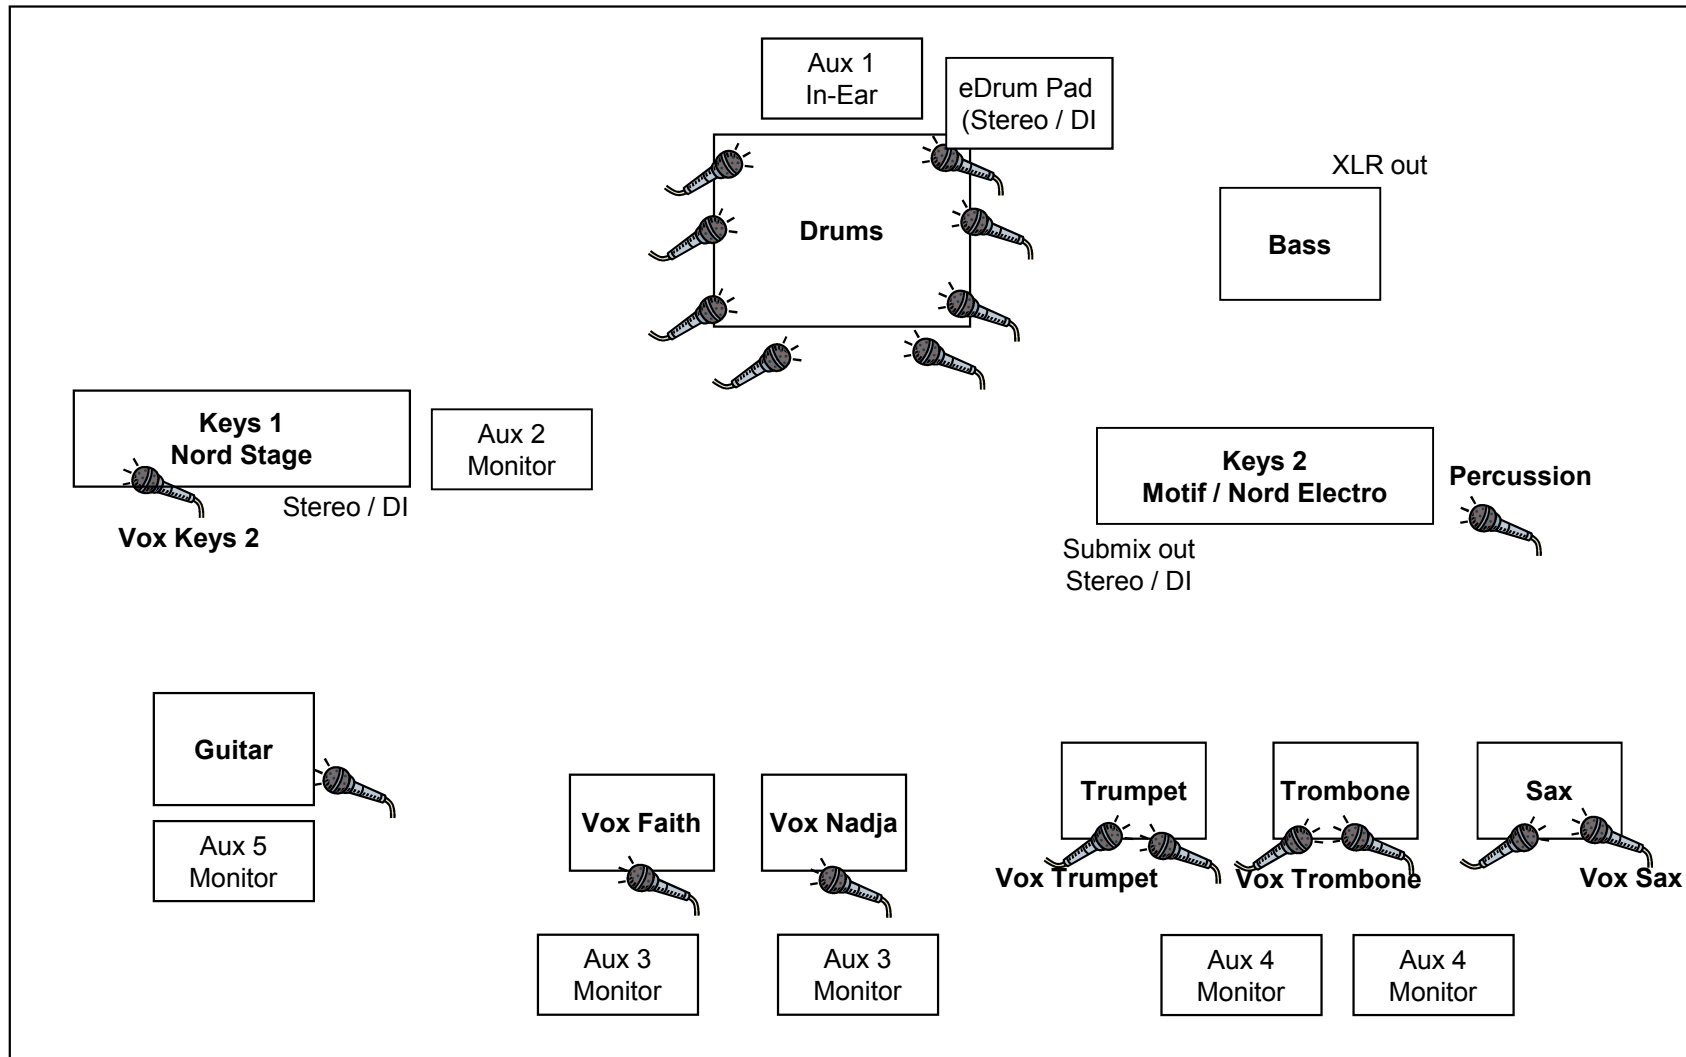 Aux 1
In-Ear
eDrum Pad
(Stereo / DI
XLR out
Drums
Bass
Keys 1
Nord Stage
Aux 2
Monitor
Stereo / DI
Vox Keys 2
Keys 2
Motif / Nord Electro
Percussion
Submix out
Stereo / DI
Guitar
Aux 5
Monitor
Vox Faith
Vox Nadja
Trumpet
Trombone
Sax
Vox Trumpet
Vox Trombone
Vox Sax
Aux 3
Monitor
Aux 3
Monitor
Aux 4
Monitor
Aux 4
Monitor